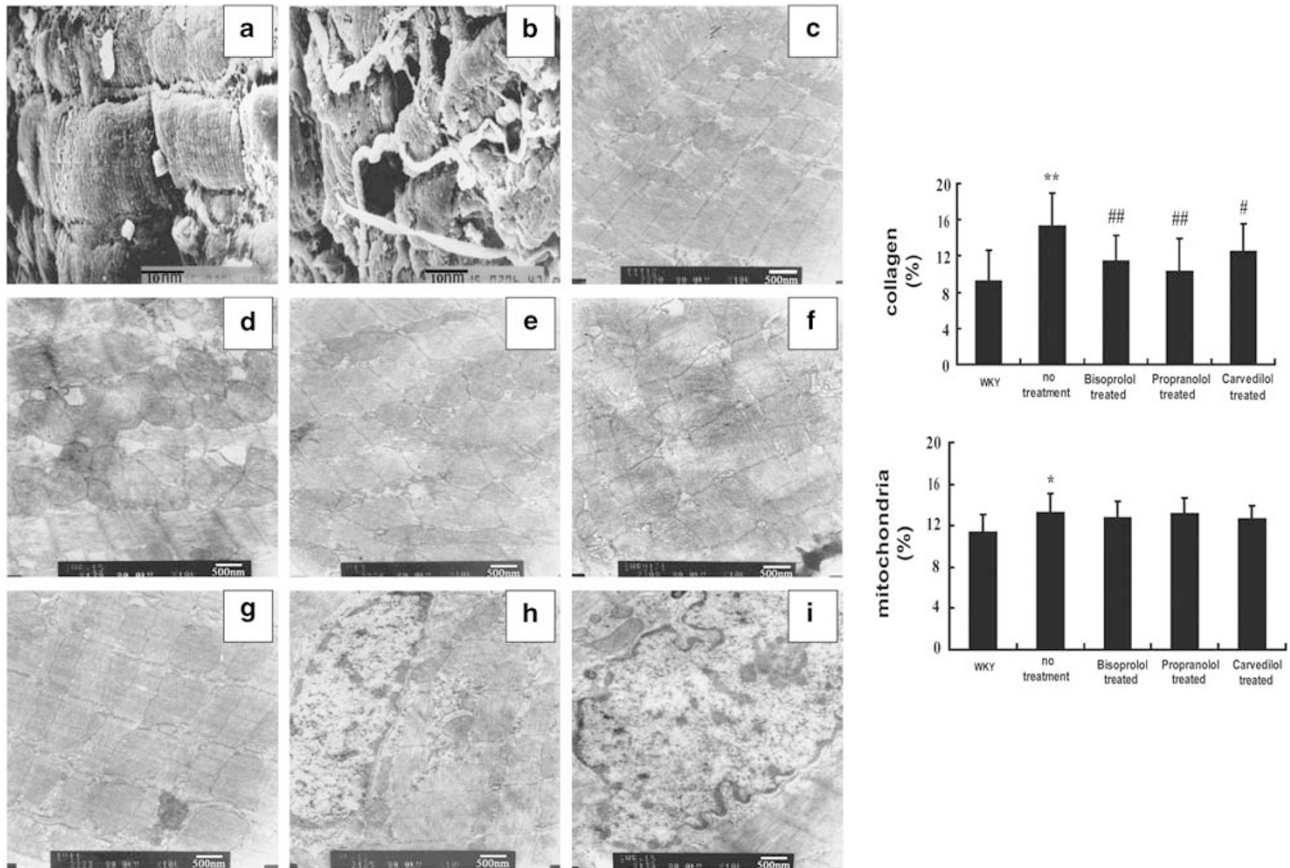 a
b
10nm
c
500nm
d
500nm
e
500nm
f
500nm
g
500nm
h
500nm
i
500nm
collagen
(%)
20
16
12
8
4
0
**
##
##
#
WKY
no
treatment
Bisoprolol
treated
Propranolol
treated
Carvedilol
treated
mitochondria
(%)
20
16
12
8
4
0
*
WKY
no
treatment
Bisoprolol
treated
Propranolol
treated
Carvedilol
treated